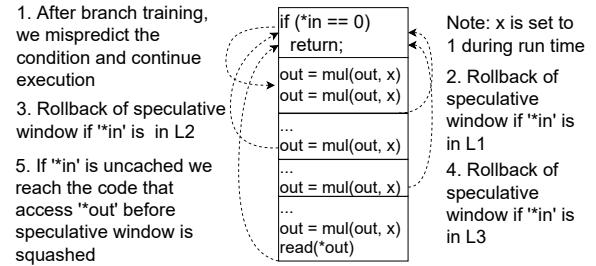 1. After branch training,
we mispredict the
condition and continue
execution
3. Rollback of speculative
window if '*in' is  in L2
5. If '*in' is uncached we
reach the code that
access '*out' before
speculative window is
squashed
if (*in == 0)
return;
out = mul(out, x)
out = mul(out, x)
...
out = mul(out, x)
...
out = mul(out, x)
...
out = mul(out, x)
read(*out)
Note: x is set to
1 during run time
2. Rollback of
speculative
window if '*in' is
in L1
4. Rollback of
speculative
window if '*in' is
in L3